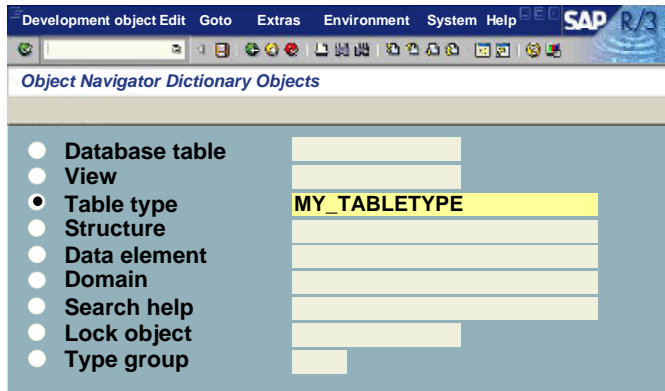 Development object Edit Goto Extras Environment System Help SAP R/3
Object Navigator Dictionary Objects
Database table
View
Table type MY_TABLETYPE
Structure
Data element
Domain
Search help
Lock object
Type group